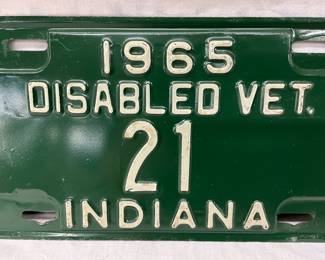 1965
DISABLED VET.
21
INDIANA